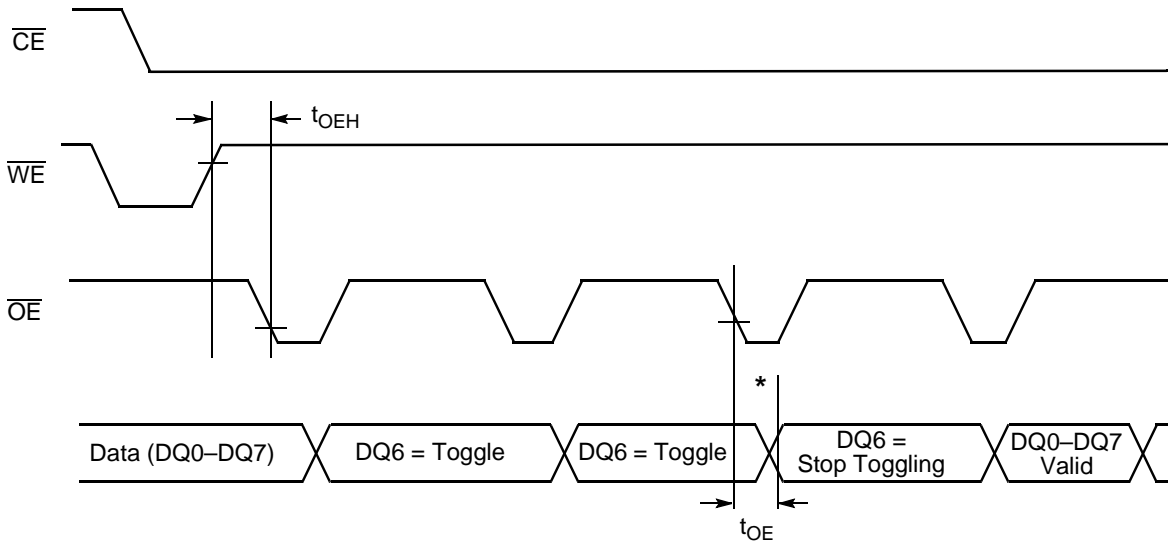 CE
tOEH
WE
OE
*
Data (DQ0–DQ7)
DQ6 = Toggle
DQ6 = Toggle
DQ6 =
Stop Toggling
DQ0–DQ7
Valid
tOE